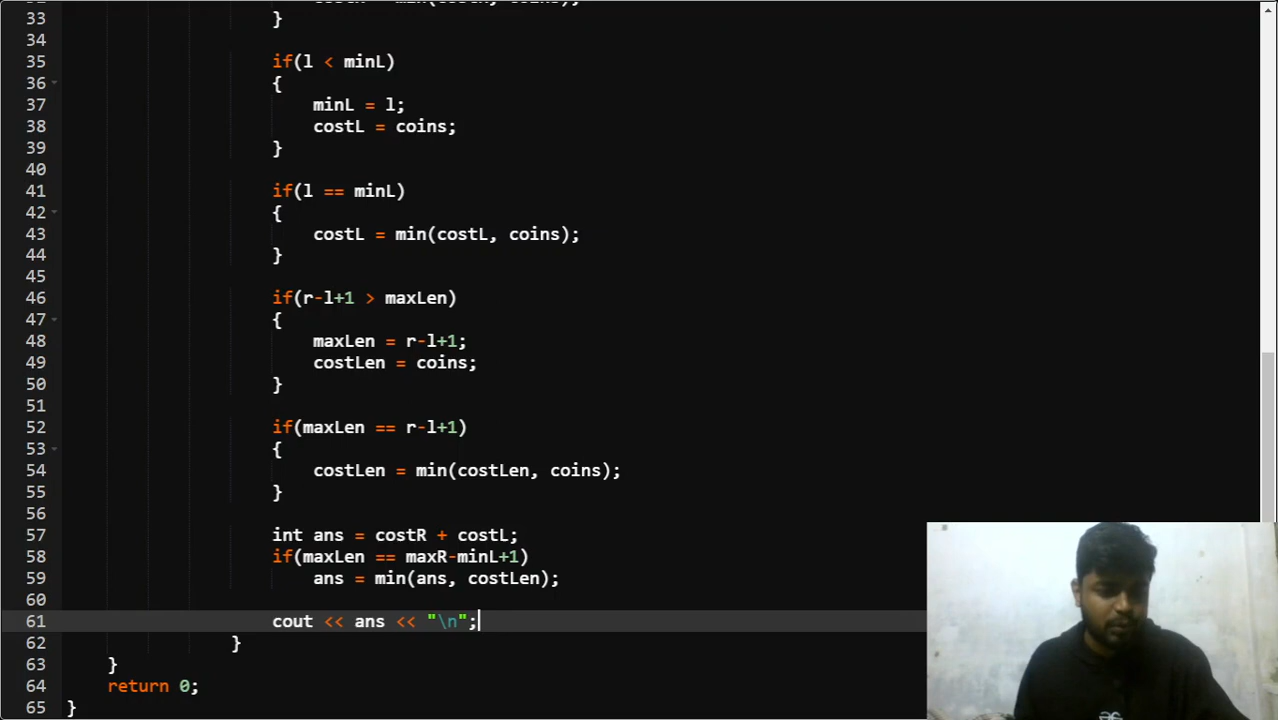 33 }
34
35 if(l < minL)
36 {
37 minL = l;
38 costL = coins;
39 }
40
41 if(l == minL)
42 {
43 costL = min(costL, coins);
44 }
45
46 if(r-l+1 > maxLen)
47 {
48 maxLen = r-l+1;
49 costLen = coins;
50 }
51
52 if(maxLen == r-l+1)
53 {
54 costLen = min(costLen, coins);
55 }
56
57 int ans = costR + costL;
58 if(maxLen == maxR-minL+1)
59 ans = min(ans, costLen);
60
61 cout << ans << "\n";
62 }
63 }
64 return 0;
65 }